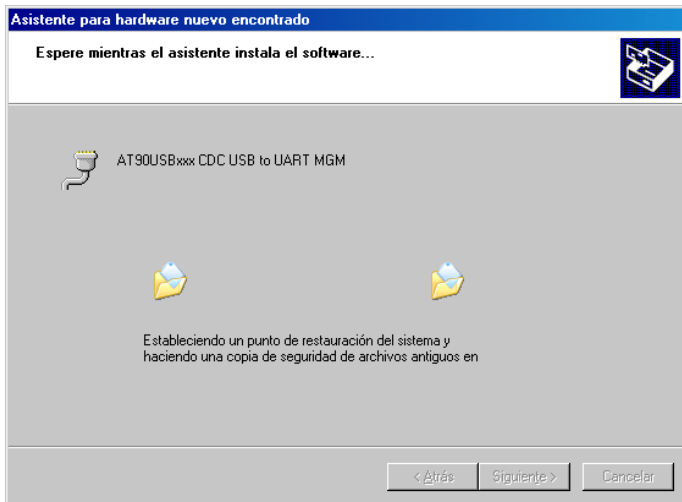 Asistente para hardware nuevo encontrado
Espere mientras el asistente instala el software...
AT90USBxxx CDC USB to UART MGM
Estableciendo un punto de restauración del sistema y
haciendo una copia de seguridad de archivos antiguos en
< Atrás
Siguiente >
Cancelar